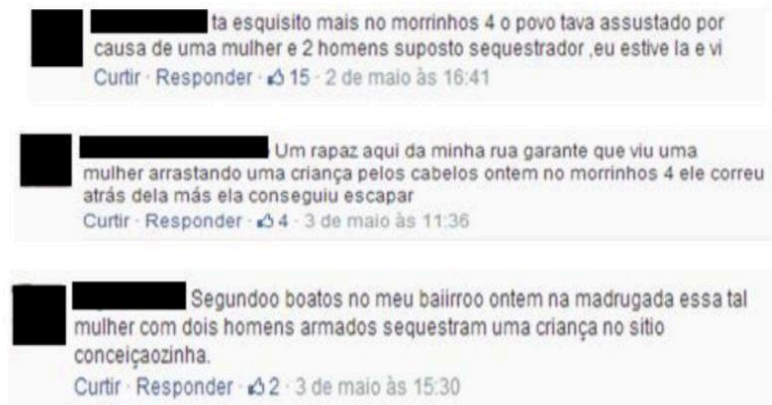 ta esquisito mais no morrinhos 4 o povo tava assustado por
causa de uma mulher e 2 homens suposto sequestrador ,eu estive la e vi
Curtir · Responder · 15 · 2 de maio às 16:41
Um rapaz aqui da minha rua garante que viu uma
mulher arrastando uma criança pelos cabelos ontem no morrinhos 4 ele correu
atrás dela más ela conseguiu escapar
Curtir · Responder · 4 · 3 de maio às 11:36
Segundoo boatos no meu baiirroo ontem na madrugada essa tal
mulher com dois homens armados sequestram uma criança no sitio
conceiçaozinha.
Curtir · Responder · 2 · 3 de maio às 15:30